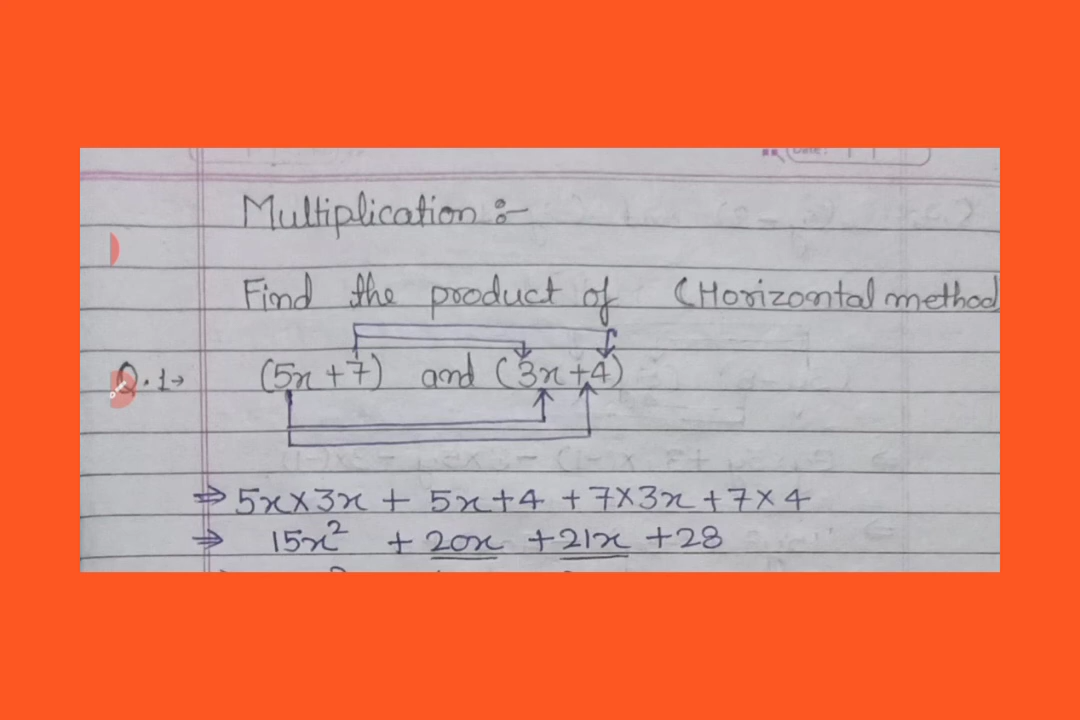 Date:
Multiplication :-
Find the product of (Horizontal method
Q.1→ (5x+7) and (3x+4)
⇒ 5x×3x + 5x+4 +7×3x+7×4
⇒ 15x² +20x +21x +28